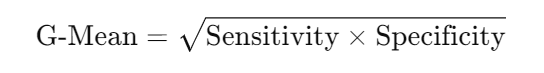 G-Mean = √Sensitivity × Specificity